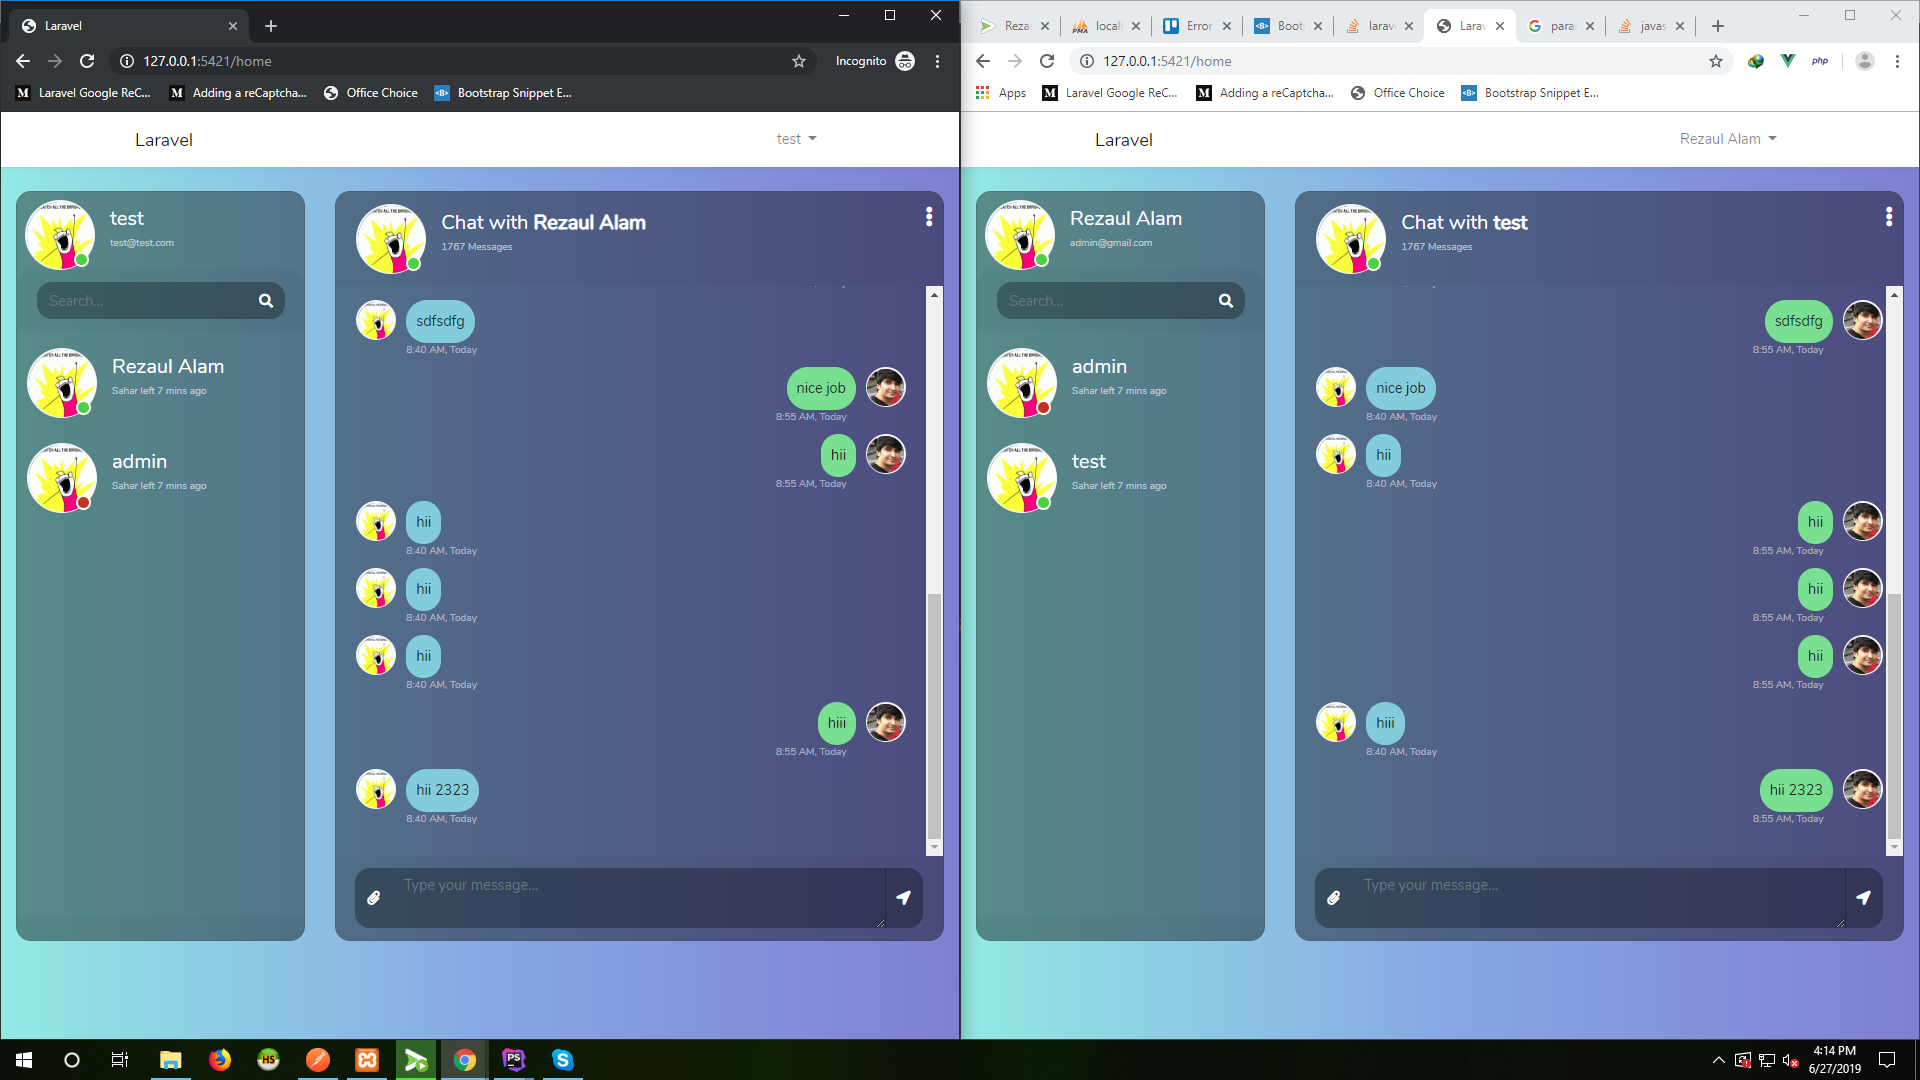 Laravel
127.0.0.1:5421/home
Incognito
Laravel Google ReC...
Adding a reCaptcha...
Office Choice
Bootstrap Snippet E...
Laravel
test
test
test@test.com
Search...
Rezaul Alam
Sahar left 7 mins ago
admin
Sahar left 7 mins ago
Chat with Rezaul Alam
1767 Messages
sdfsdfg
8:40 AM, Today
nice job
8:55 AM, Today
hii
8:55 AM, Today
hii
8:40 AM, Today
hii
8:40 AM, Today
hii
8:40 AM, Today
hiii
8:55 AM, Today
hii 2323
8:40 AM, Today
Type your message...
Reza
locall
Error
Boot
larav
Larav
parar
javas
127.0.0.1:5421/home
php
Apps
Laravel Google ReC...
Adding a reCaptcha...
Office Choice
Bootstrap Snippet E...
Laravel
Rezaul Alam
Rezaul Alam
admin@gmail.com
Search...
admin
Sahar left 7 mins ago
test
Sahar left 7 mins ago
Chat with test
1767 Messages
sdfsdfg
8:55 AM, Today
nice job
8:40 AM, Today
hii
8:40 AM, Today
hii
8:55 AM, Today
hii
8:55 AM, Today
hii
8:55 AM, Today
hiii
8:40 AM, Today
hii 2323
8:55 AM, Today
Type your message...
4:14 PM
6/27/2019